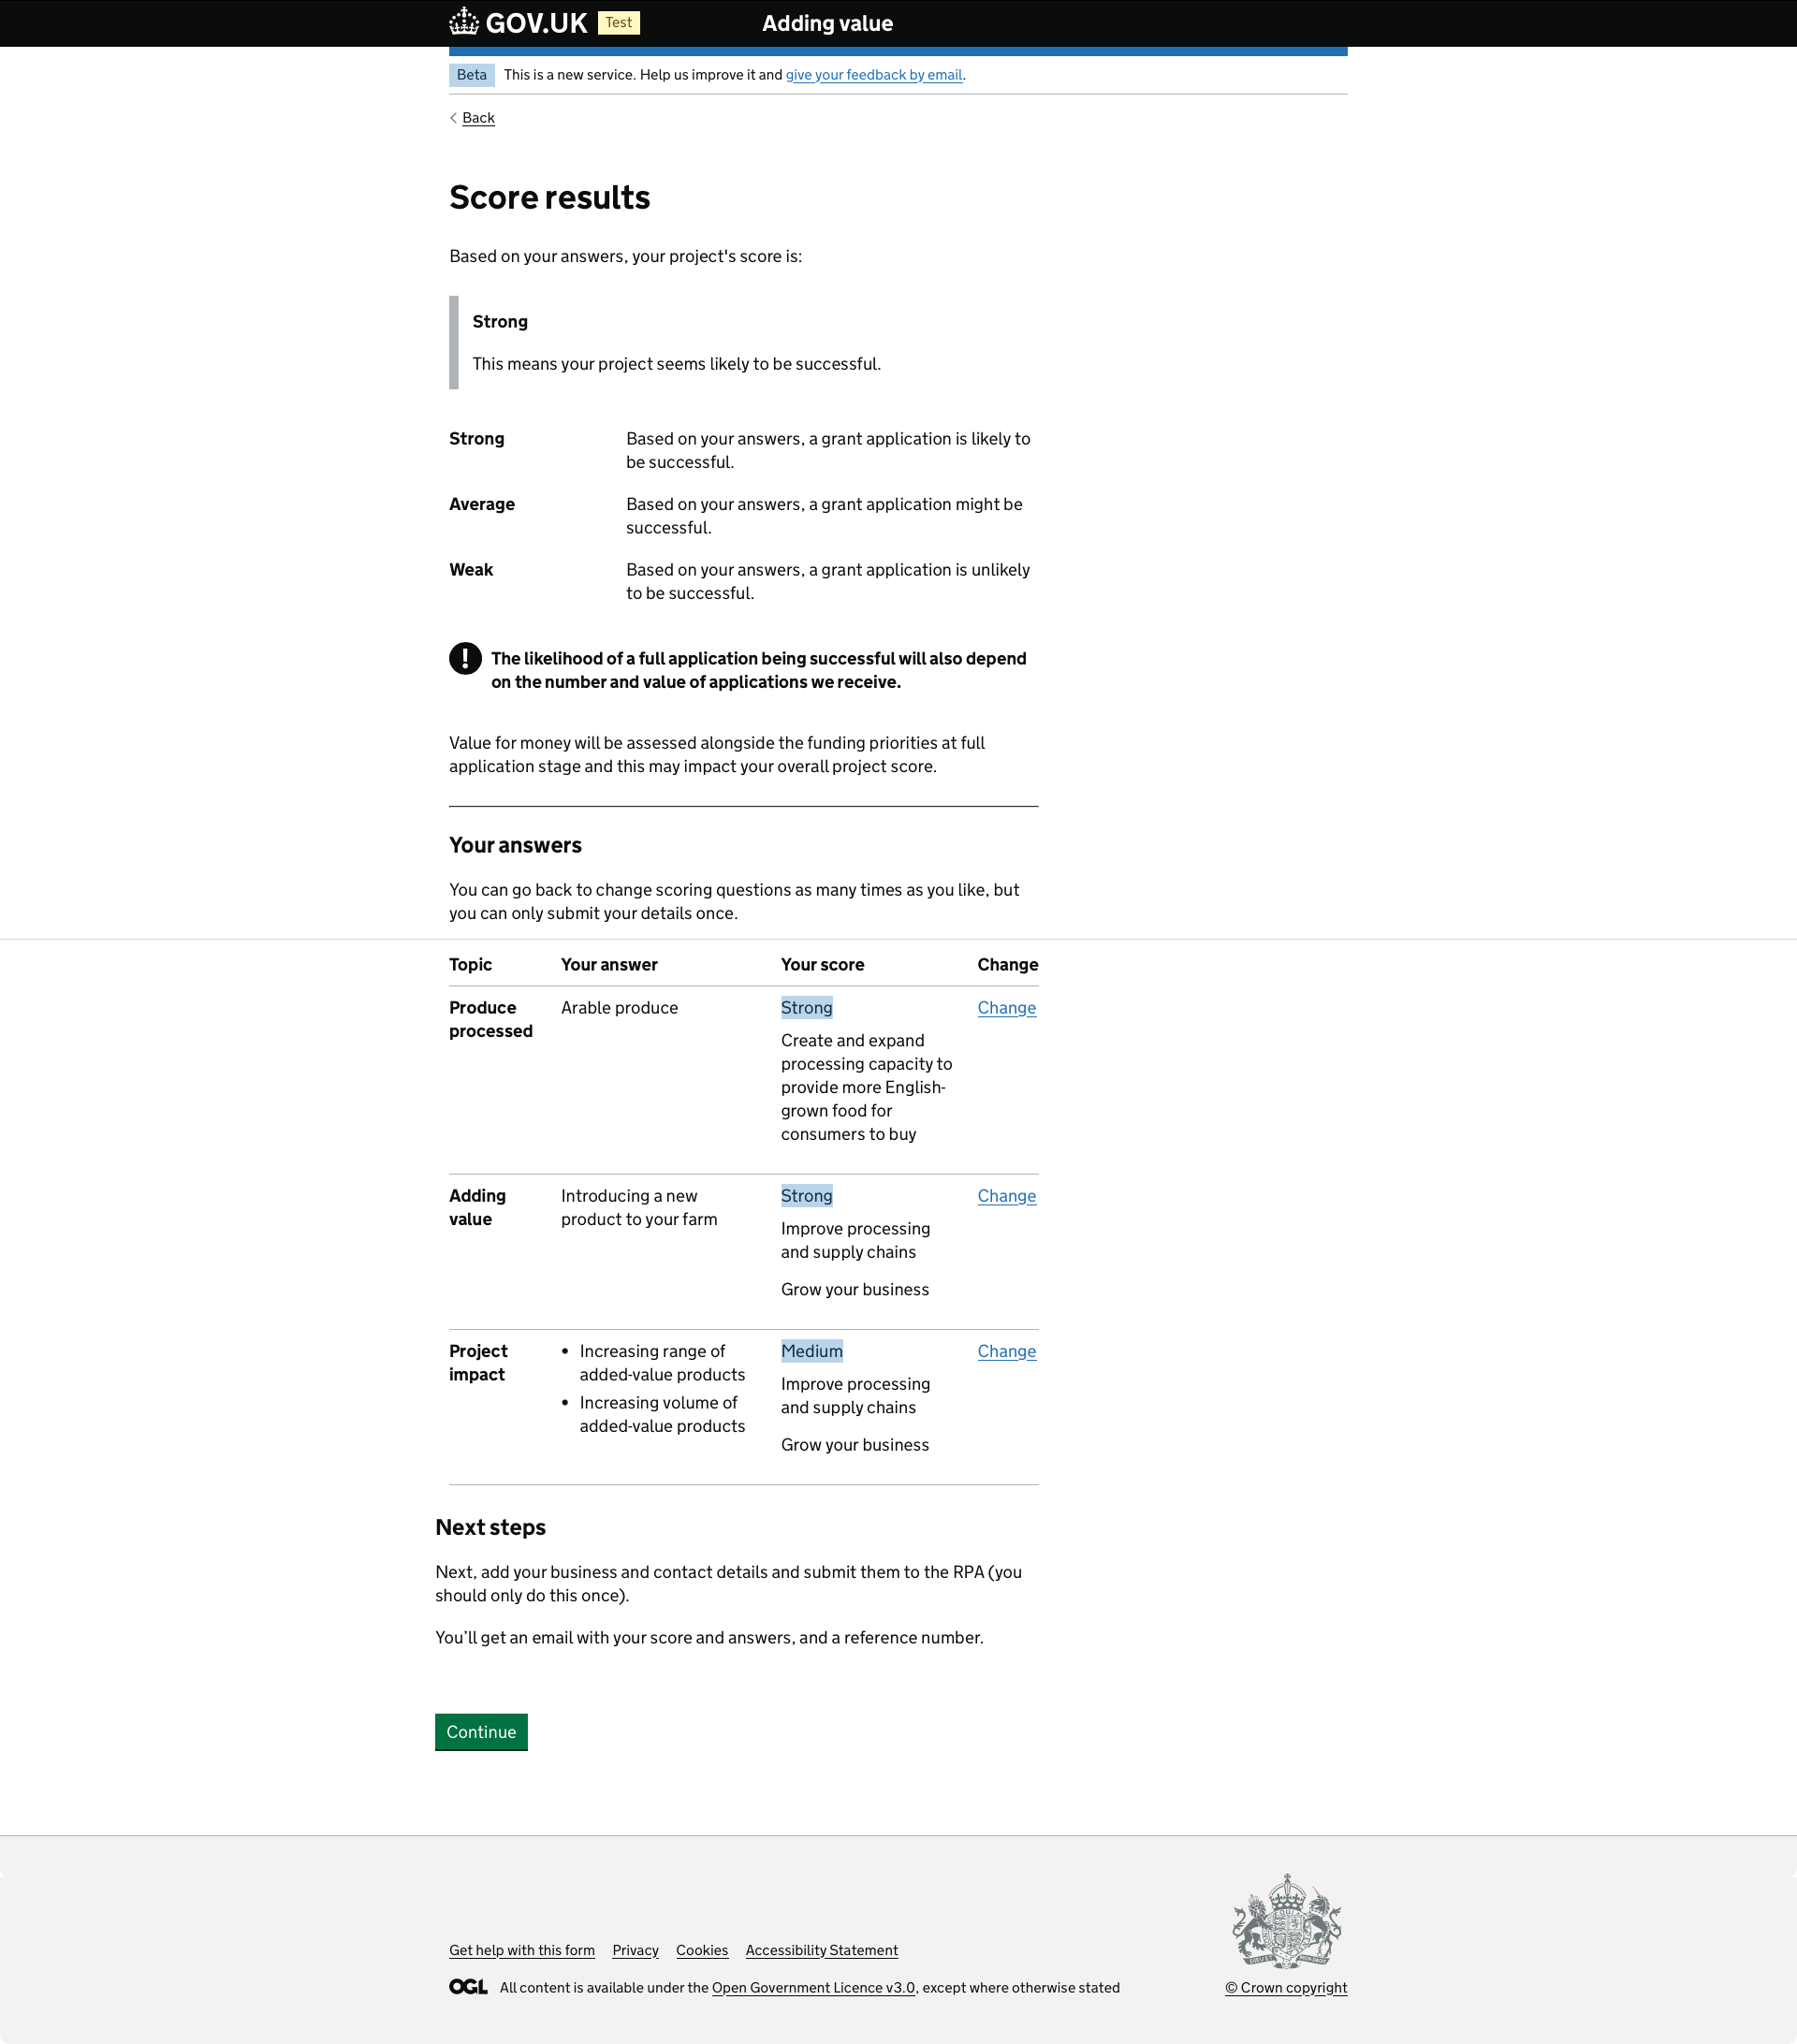 GOV.UK Test Adding value
Beta This is a new service. Help us improve it and give your feedback by email.
Back
Score results
Based on your answers, your project's score is:
Strong
This means your project seems likely to be successful.
Strong Based on your answers, a grant application is likely to
be successful.
Average Based on your answers, a grant application might be
successful.
Weak Based on your answers, a grant application is unlikely
to be successful.
! The likelihood of a full application being successful will also depend
on the number and value of applications we receive.
Value for money will be assessed alongside the funding priorities at full
application stage and this may impact your overall project score.
Your answers
You can go back to change scoring questions as many times as you like, but
you can only submit your details once.
Topic Your answer Your score Change
Produce
processed
Arable produce
Strong
Create and expand
processing capacity to
provide more English-
grown food for
consumers to buy
Change
Adding
value
Introducing a new
product to your farm
Strong
Improve processing
and supply chains
Grow your business
Change
Project
impact
• Increasing range of
added-value products
• Increasing volume of
added-value products
Medium
Improve processing
and supply chains
Grow your business
Change
Next steps
Next, add your business and contact details and submit them to the RPA (you
should only do this once).
You’ll get an email with your score and answers, and a reference number.
Continue
Get help with this form Privacy Cookies Accessibility Statement
OGL All content is available under the Open Government Licence v3.0, except where otherwise stated
© Crown copyright